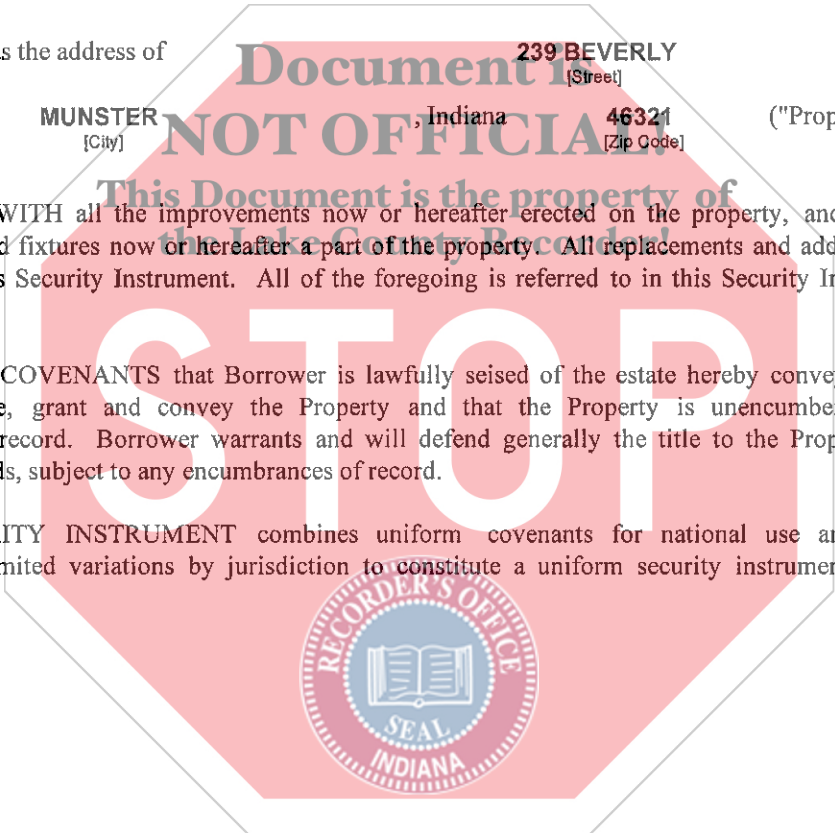 s the address of 239 BEVERLY
[Street]
Document is
MUNSTER , Indiana 46321 ("Prop
[City] [Zip Code]
NOT OFFICIAL!
This Document is the property of
WITH all the improvements now or hereafter erected on the property, and
the Lake County Recorder!
d fixtures now or hereafter a part of the property. All replacements and add
s Security Instrument. All of the foregoing is referred to in this Security In
STOP
COVENANTS that Borrower is lawfully seised of the estate hereby convey
e, grant and convey the Property and that the Property is unencumbe
record. Borrower warrants and will defend generally the title to the Prop
ds, subject to any encumbrances of record.
ITY INSTRUMENT combines uniform covenants for national use an
mited variations by jurisdiction to constitute a uniform security instrumen
RECORDER'S OFFICE
SEAL
INDIANA